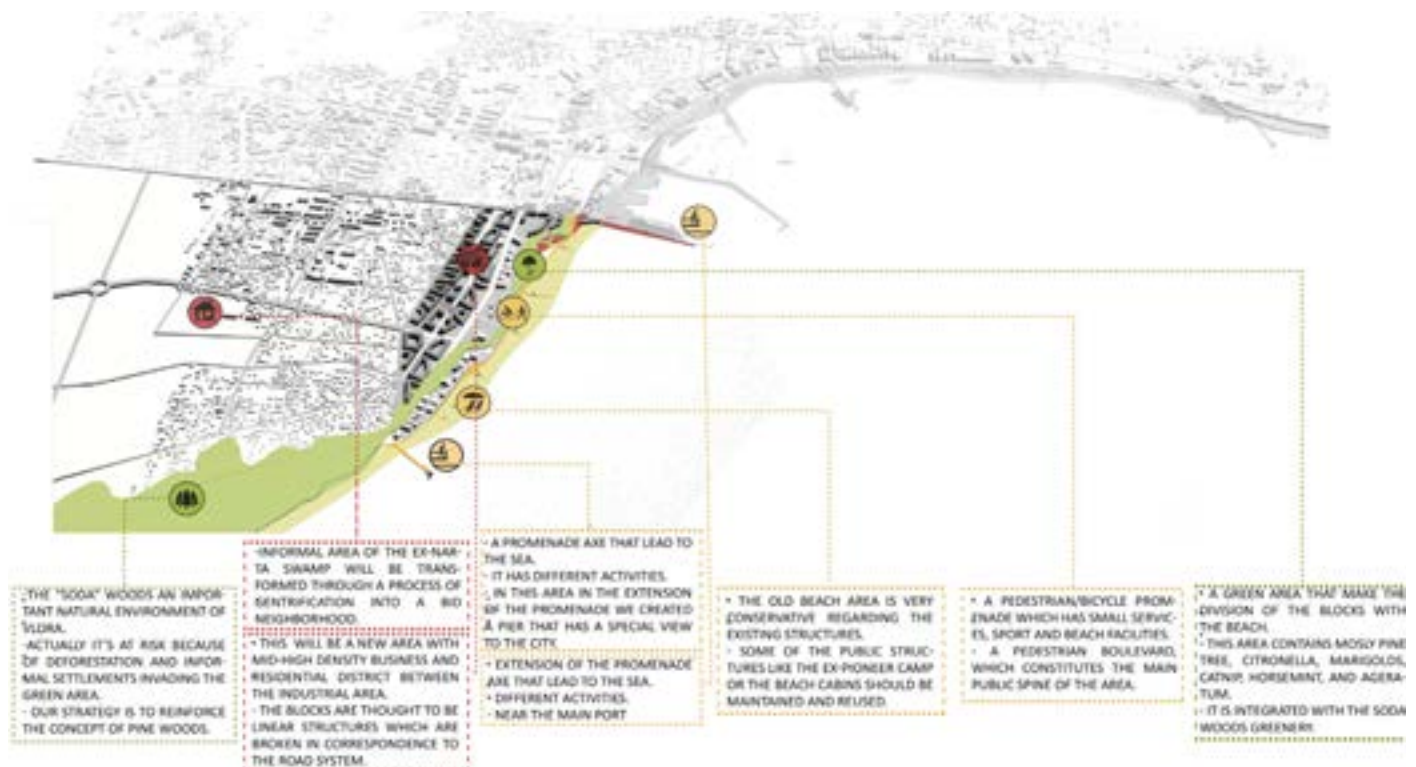 -THE "SODA" WOODS AN IMPOR-
TANT NATURAL ENVIRONMENT OF
VLORA.
-ACTUALLY IT'S AT RISK BECAUSE
OF DEFORESTATION AND INFOR-
MAL SETTLEMENTS INVADING THE
GREEN AREA.
- OUR STRATEGY IS TO REINFORCE
THE CONCEPT OF PINE WOODS.
-INFORMAL AREA OF THE EX-NAR-
TA SWAMP WILL BE TRANS-
FORMED THROUGH A PROCESS OF
GENTRIFICATION INTO A BIO
NEIGHBORHOOD.
- THIS WILL BE A NEW AREA WITH
MID-HIGH DENSITY BUSINESS AND
RESIDENTIAL DISTRICT BETWEEN
THE INDUSTRIAL AREA.
- THE BLOCKS ARE THOUGHT TO BE
LINEAR STRUCTURES WHICH ARE
BROKEN IN CORRESPONDENCE TO
THE ROAD SYSTEM.
- A PROMENADE AXE THAT LEAD TO
THE SEA.
- IT HAS DIFFERENT ACTIVITIES.
- IN THIS AREA IN THE EXTENSION
OF THE PROMENADE WE CREATED
A PIER THAT HAS A SPECIAL VIEW
TO THE CITY.
- EXTENSION OF THE PROMENADE
AXE THAT LEAD TO THE SEA.
- DIFFERENT ACTIVITIES.
- NEAR THE MAIN PORT
- THE OLD BEACH AREA IS VERY
CONSERVATIVE REGARDING THE
EXISTING STRUCTURES.
- SOME OF THE PUBLIC STRUC-
TURES LIKE THE EX-PIONEER CAMP
OR THE BEACH CABINS SHOULD BE
MAINTAINED AND REUSED.
- A PEDESTRIAN/BICYCLE PROM-
ENADE WHICH HAS SMALL SERVIC-
ES, SPORT AND BEACH FACILITIES.
- A PEDESTRIAN BOULEVARD,
WHICH CONSTITUTES THE MAIN
PUBLIC SPINE OF THE AREA.
- A GREEN AREA THAT MAKE THE
DIVISION OF THE BLOCKS WITH
THE BEACH.
- THIS AREA CONTAINS MOSLY PINE
TREE, CITRONELLA, MARIGOLDS,
CATNIP, HORSEMINT, AND AGERA-
TUM.
- IT IS INTEGRATED WITH THE SODA
WOODS GREENERY.